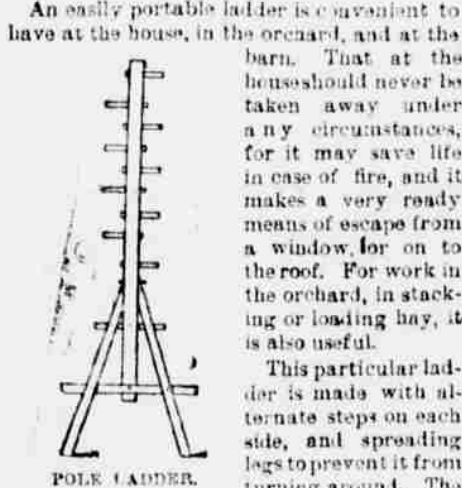 An easily portable ladder is convenient to
have at the house, in the orchard, and at the
barn. That at the
house should never be
taken away under
any circumstances,
for it may save life
in case of fire, and it
makes a very ready
means of escape from
a window, for on to
the roof. For work in
the orchard, in stack-
ing or loading hay, it
is also useful.
This particular lad-
der is made with al-
ternate steps on each
side, and spreading
legs to prevent it from
turning around. The
POLE LADDER.